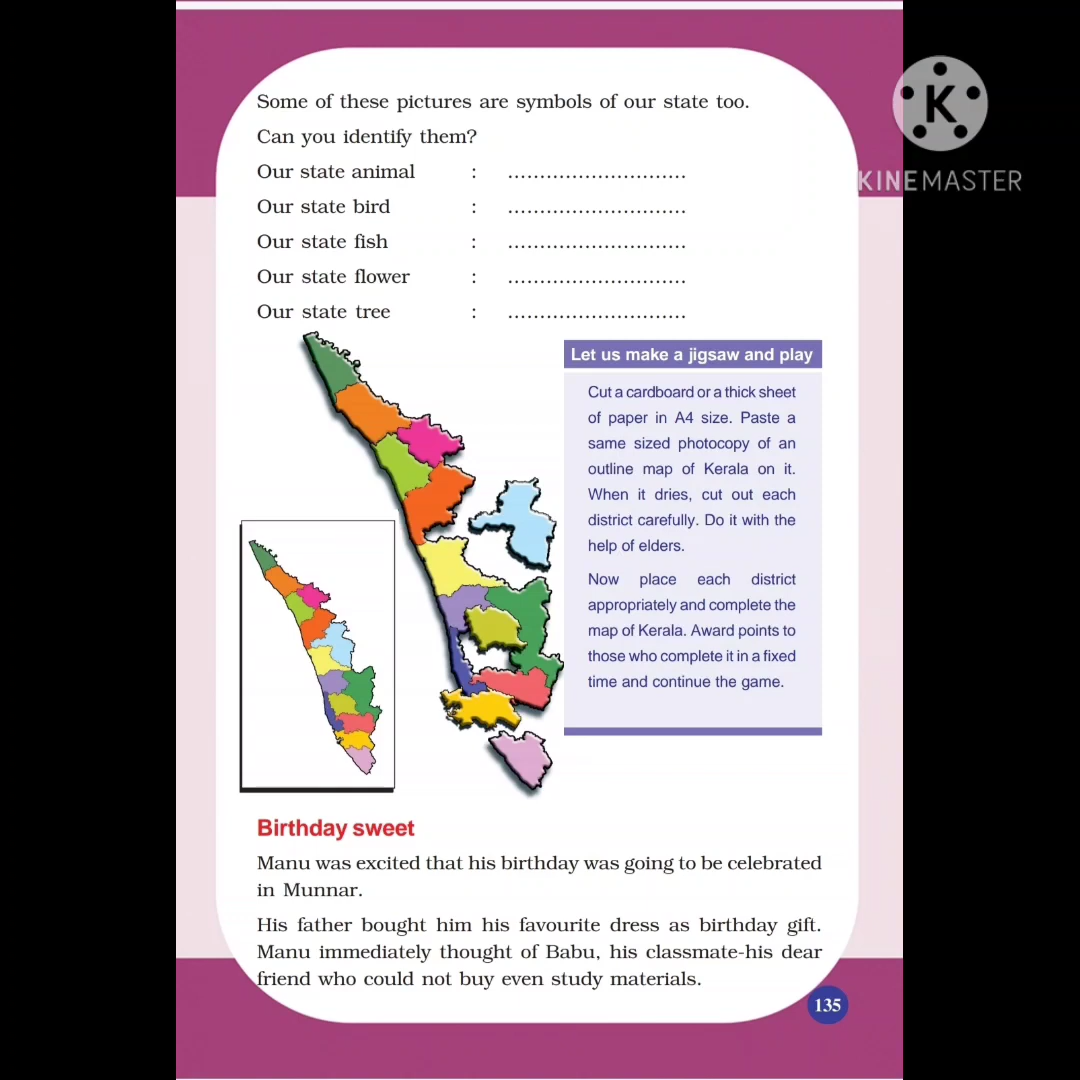 Some of these pictures are symbols of our state too.
Can you identify them?
Our state animal : ............................
Our state bird : ............................
Our state fish : ............................
Our state flower : ............................
Our state tree : ............................
Let us make a jigsaw and play
Cut a cardboard or a thick sheet
of paper in A4 size. Paste a
same sized photocopy of an
outline map of Kerala on it.
When it dries, cut out each
district carefully. Do it with the
help of elders.
Now place each district
appropriately and complete the
map of Kerala. Award points to
those who complete it in a fixed
time and continue the game.
Birthday sweet
Manu was excited that his birthday was going to be celebrated
in Munnar.
His father bought him his favourite dress as birthday gift.
Manu immediately thought of Babu, his classmate-his dear
friend who could not buy even study materials.
135
K
KINEMASTER